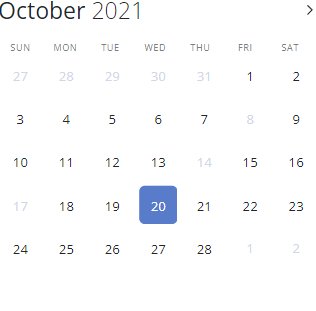 October 2021
SUN MON TUE WED THU FRI SAT
27 28 29 30 31 1 2
3 4 5 6 7 8 9
10 11 12 13 14 15 16
17 18 19 20 21 22 23
24 25 26 27 28 1 2